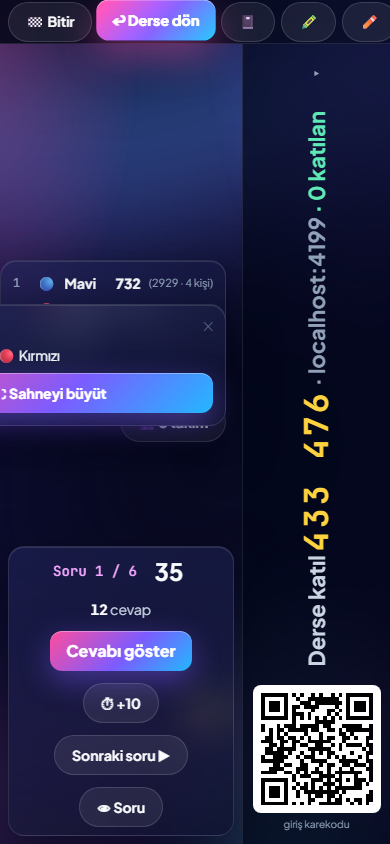 Bitir
Derse dön
1 Mavi 732 (2929 · 4 kişi)
Kırmızı
Sahneyi büyüt
Soru 1 / 6 35
12 cevap
Cevabı göster
+10
Sonraki soru
Soru
Derse katıl 433 476 · localhost:4199 · 0 katılan
giriş karekodu